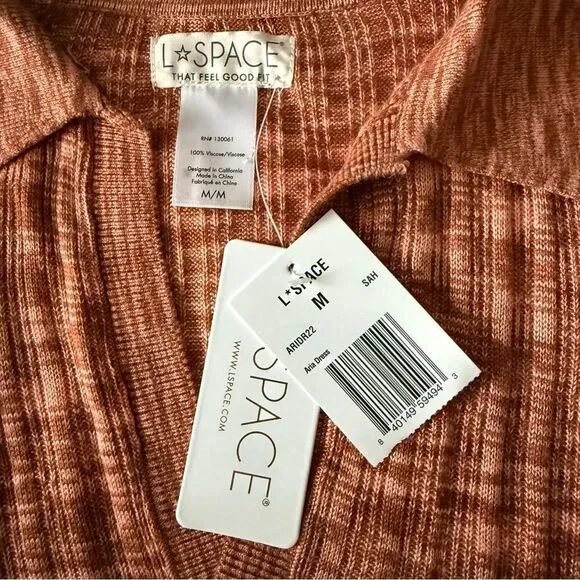 L☆SPACE®
THAT FEEL GOOD FIT
RN# 130061
100% Viscose/Viscose
Designed in California
Made in China
Fabriqué en China
M/M
L*SPACE
M
SAH
ARIDR22
Aria Dress
8 40149 59494 3
SPACE®
WWW.LSPACE.COM